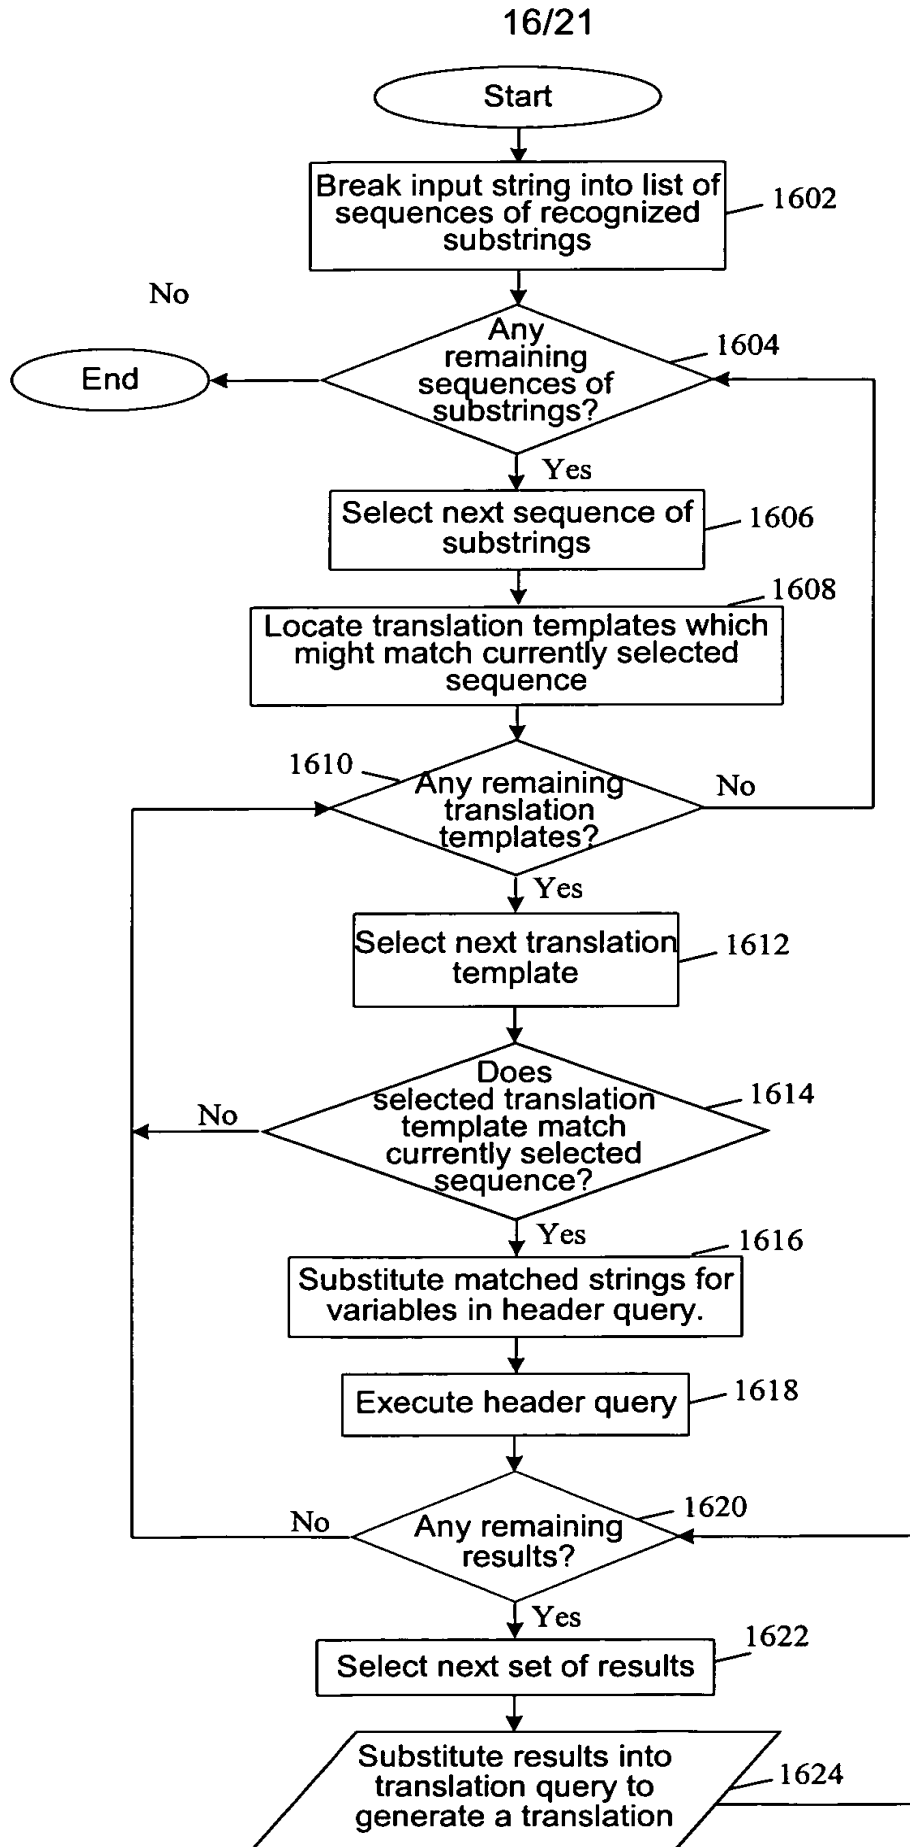 16/21
Start
Break input string into list of
sequences of recognized
substrings
1602
No
Any
remaining
sequences of
substrings?
1604
End
Yes
Select next sequence of
substrings
1606
1608
Locate translation templates which
might match currently selected
sequence
1610
Any remaining
translation
templates?
No
Yes
Select next translation
template
1612
Does
selected translation
template match
currently selected
sequence?
1614
No
Yes
1616
Substitute matched strings for
variables in header query.
Execute header query
1618
1620
Any remaining
results?
No
Yes
1622
Select next set of results
Substitute results into
translation query to
generate a translation
1624